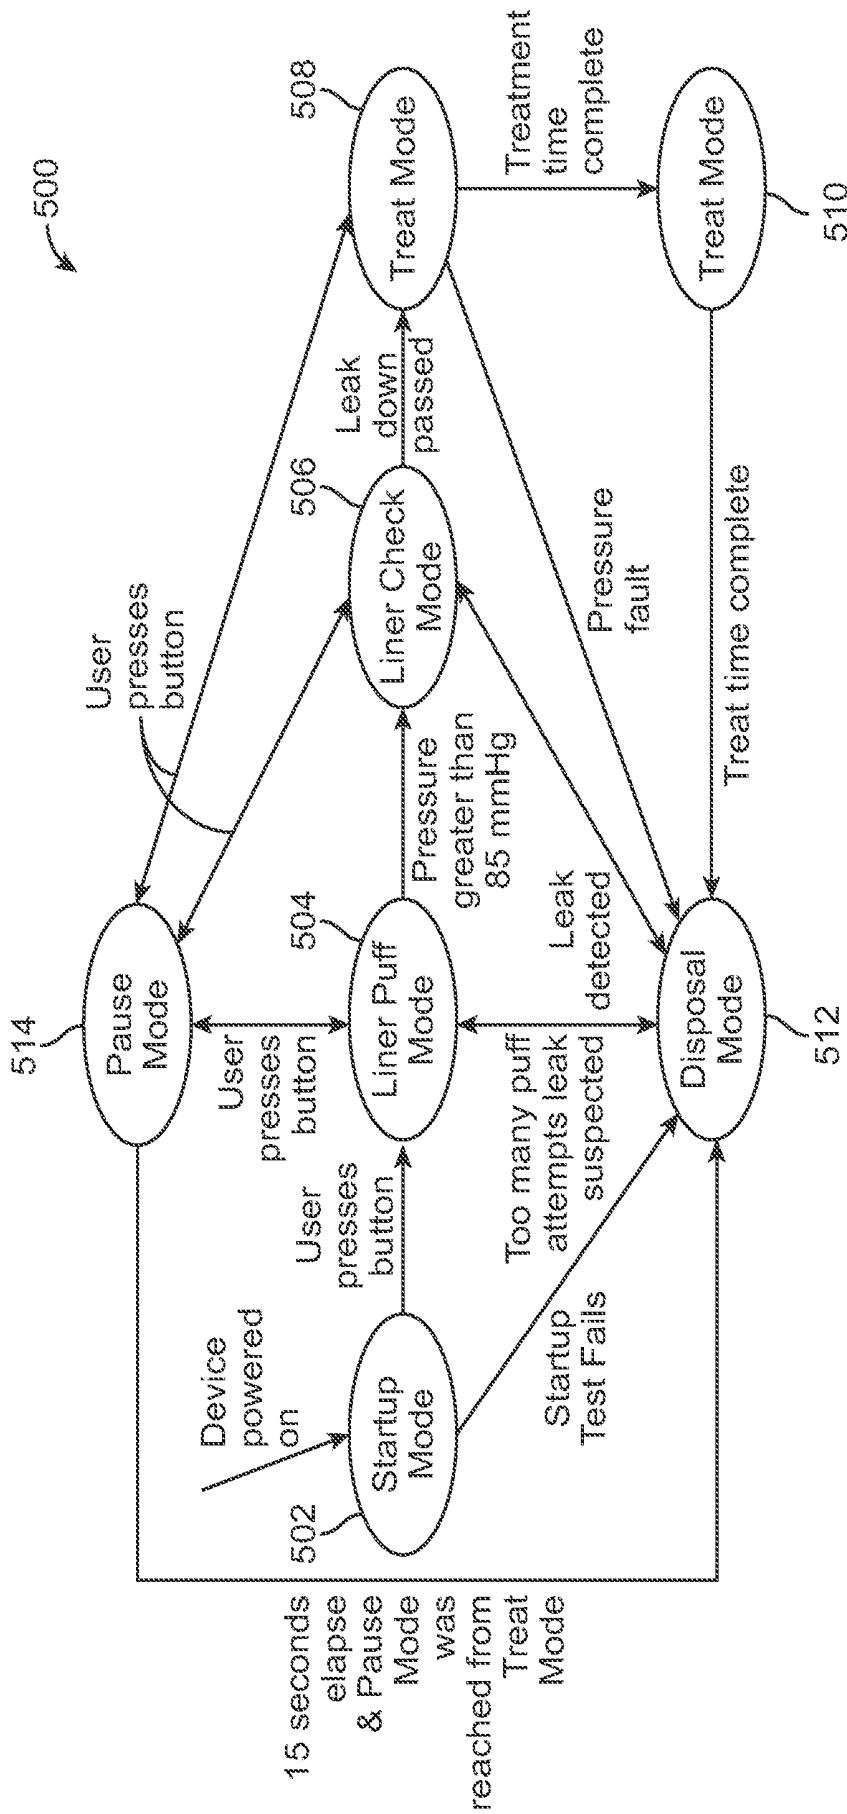 500
15 seconds
elapse
& Pause
Mode
was
reached from
Treat
Mode
514
Pause
Mode
User
presses
button
Device
powered
on
502
Startup
Mode
User
presses
button
User
presses
button
504
Liner Puff
Mode
Pressure
greater than
85 mmHg
506
Liner Check
Mode
Leak
down
passed
508
Treat Mode
Startup
Test Fails
Too many puff
attempts leak
suspected
Leak
detected
Pressure
fault
Treatment
time
complete
512
Disposal
Mode
Treat time complete
510
Treat Mode